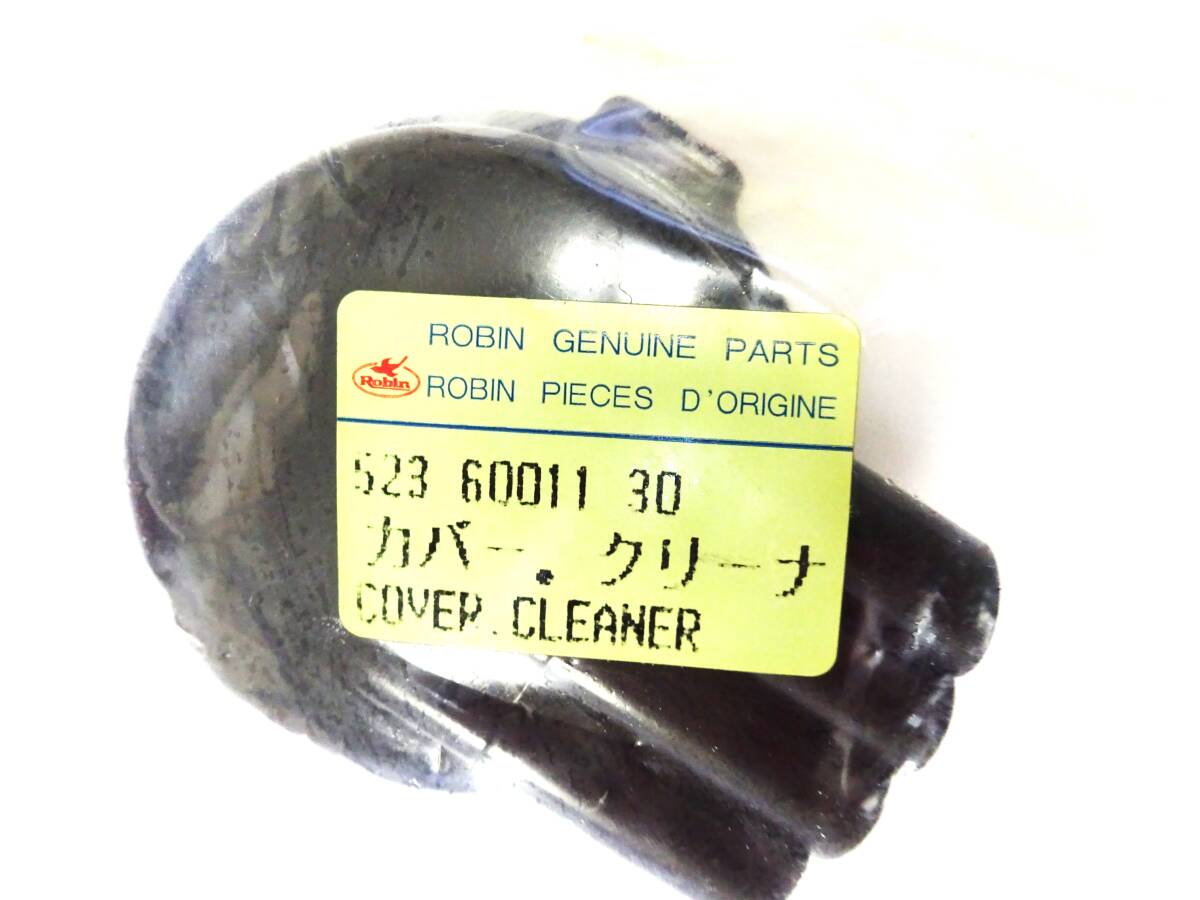 ROBIN GENUINE PARTS
Robin
ROBIN PIECES D'ORIGINE
523 60011 30
カバー. クリーナ
COVER.CLEANER